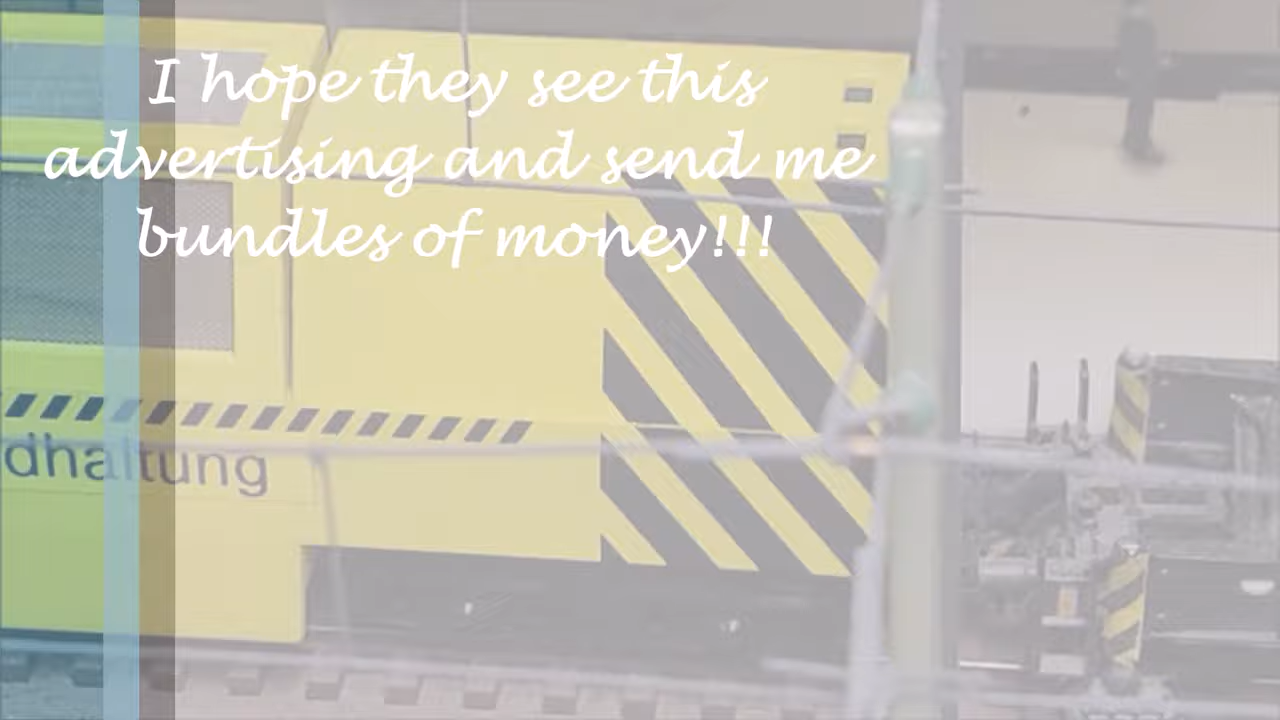 I hope they see this
advertising and send me
bundles of money!!!
dhaltung